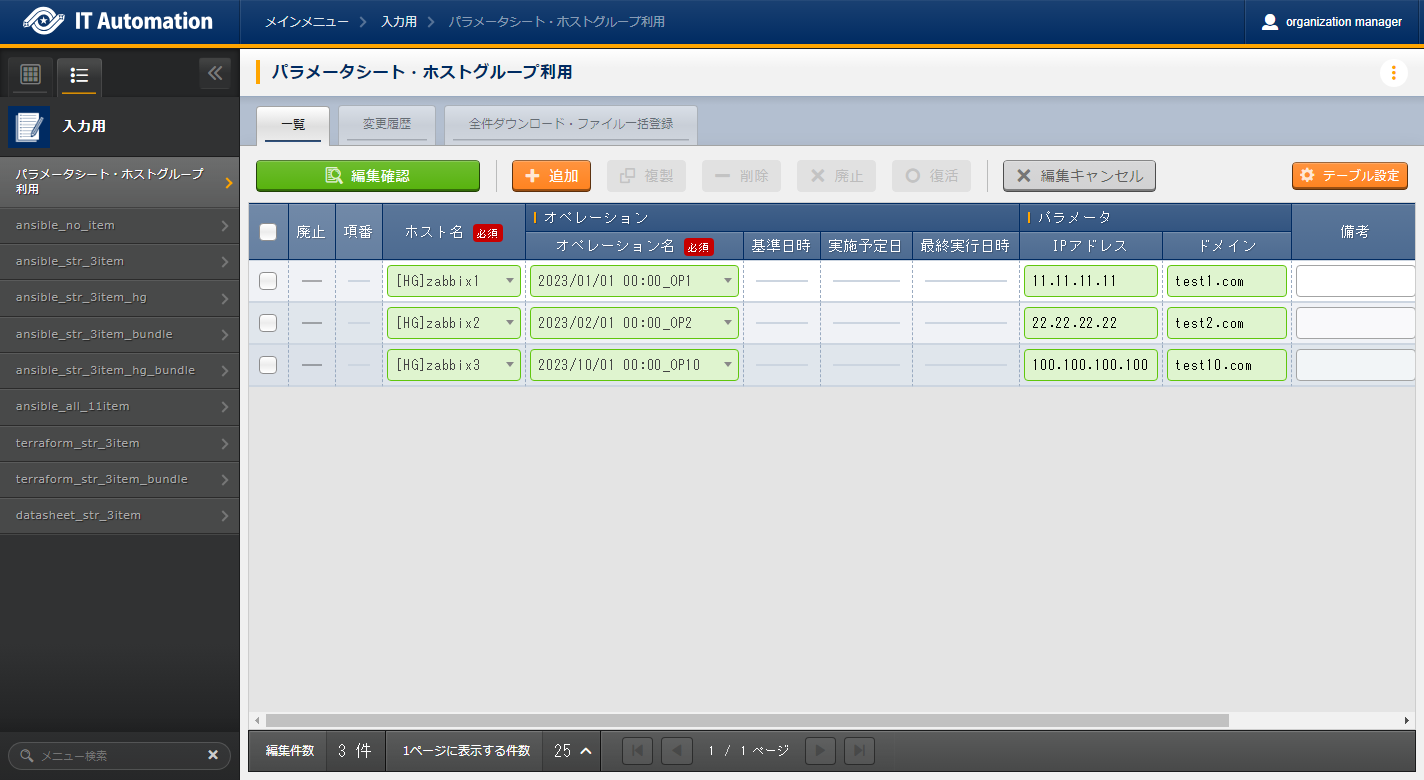 IT Automation
メインメニュー
入力用
パラメータシート・ホストグループ利用
organization manager
入力用
パラメータシート・ホストグループ
利用
ansible_no_item
ansible_str_3item
ansible_str_3item_hg
ansible_str_3item_bundle
ansible_str_3item_hg_bundle
ansible_all_11item
terraform_str_3item
terraform_str_3item_bundle
datasheet_str_3item
メニュー検索
パラメータシート・ホストグループ利用
一覧 変更履歴 全件ダウンロード・ファイル一括登録
編集確認 追加 複製 削除 廃止 復活 編集キャンセル テーブル設定
廃止 項番 ホスト名 必須 オペレーション パラメータ 備考
オペレーション名 必須 基準日時 実施予定日 最終実行日時 IPアドレス ドメイン
[HG]zabbix1 2023/01/01 00:00_OP1 11.11.11.11 test1.com
[HG]zabbix2 2023/02/01 00:00_OP2 22.22.22.22 test2.com
[HG]zabbix3 2023/10/01 00:00_OP10 100.100.100.100 test10.com
編集件数 3 件 1ページに表示する件数 25 1 / 1 ページ